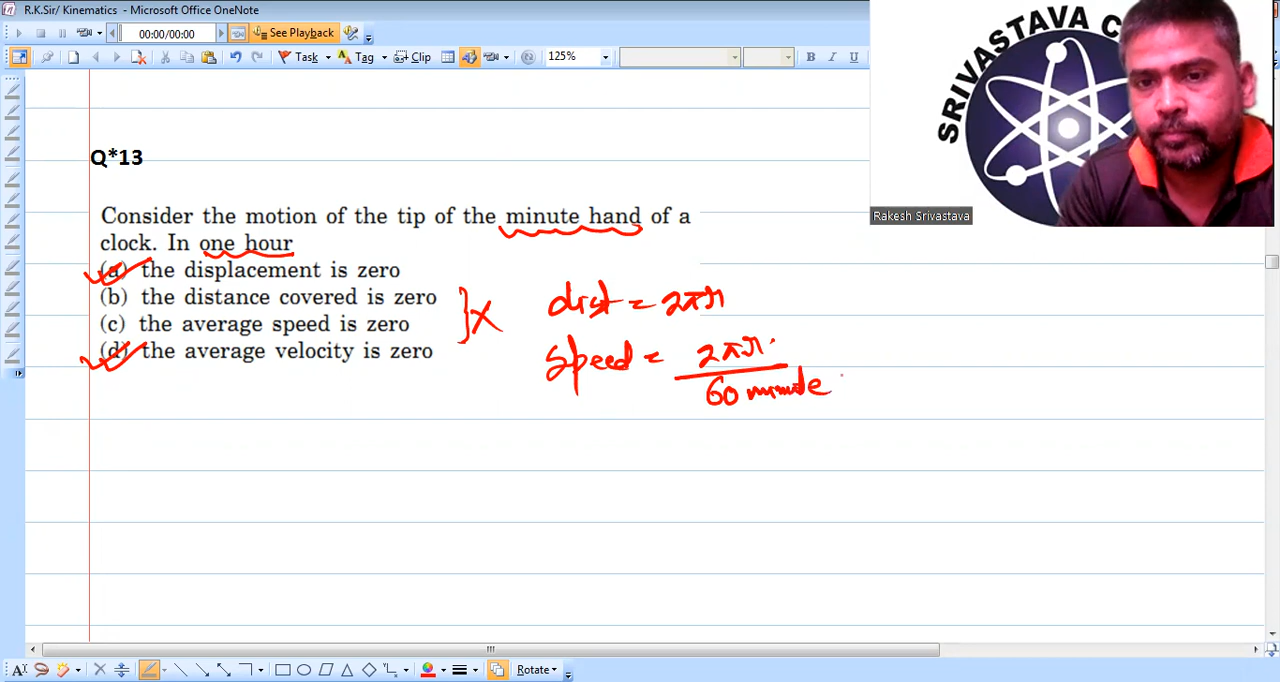 R.K.Sir/ Kinematics - Microsoft Office OneNote
00:00/00:00 See Playback
Task Tag Clip 125% B I U
SRIVASTAVA C
Rakesh Srivastava
Q*13
Consider the motion of the tip of the minute hand of a
clock. In one hour
(a) the displacement is zero
(b) the distance covered is zero
(c) the average speed is zero
(d) the average velocity is zero
X
dist = 2πr
speed = 2πr
60 minute
Rotate